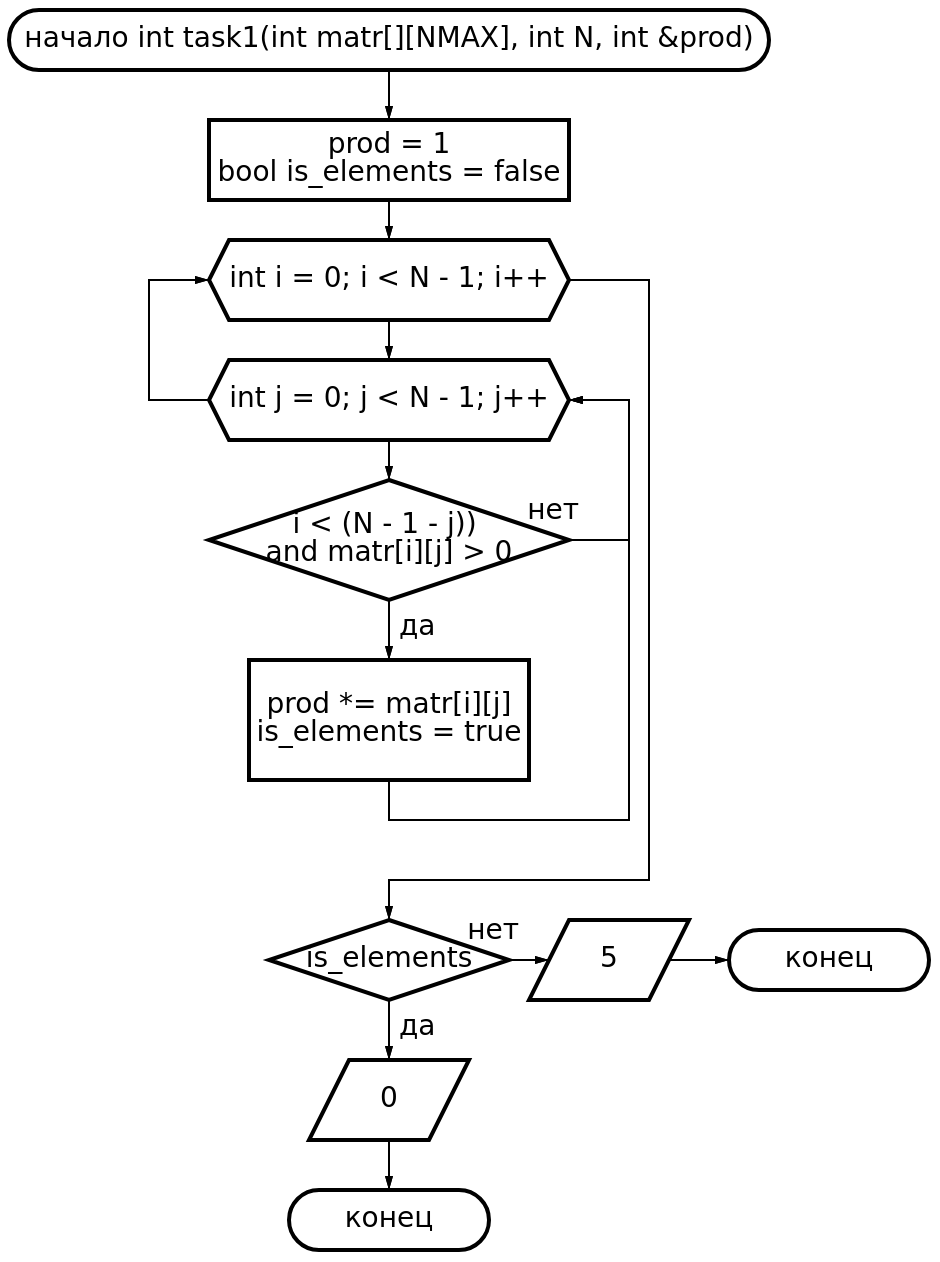 начало int task1(int matr[][NMAX], int N, int &prod)
prod = 1
bool is_elements = false
int i = 0; i < N - 1; i++
int j = 0; j < N - 1; j++
нет
i < (N - 1 - j))
and matr[i][j] > 0
да
prod *= matr[i][j]
is_elements = true
нет
is_elements
5
конец
да
0
конец